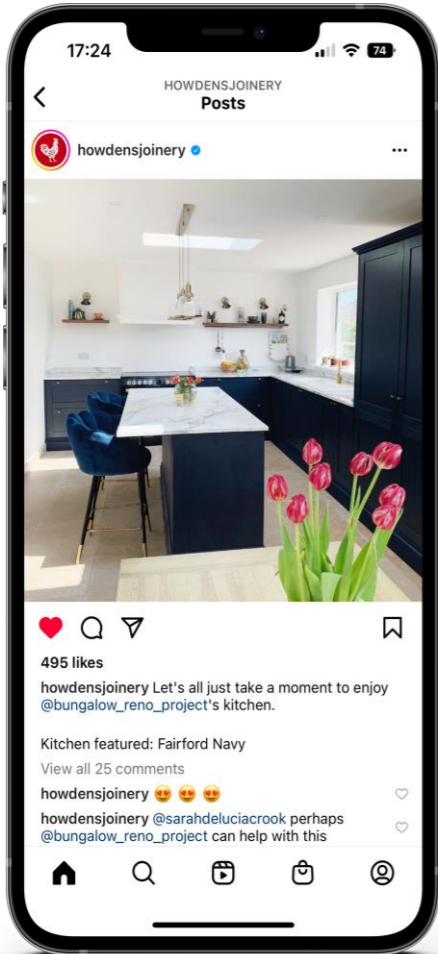 17:24
74
HOWDENSJOINERY
Posts
howdensjoinery
495 likes
howdensjoinery Let's all just take a moment to enjoy
@bungalow_reno_project's kitchen.
Kitchen featured: Fairford Navy
View all 25 comments
howdensjoinery 😍 😍 😍
howdensjoinery @sarahdeluciacrook perhaps
@bungalow_reno_project can help with this